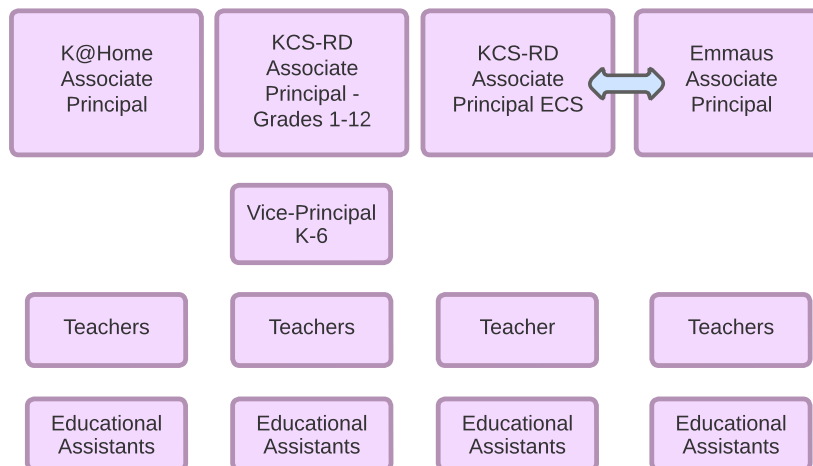 K@Home
Associate
Principal
KCS-RD
Associate
Principal -
Grades 1-12
KCS-RD
Associate
Principal ECS
Emmaus
Associate
Principal
Vice-Principal
K-6
Teachers
Teachers
Teacher
Teachers
Educational
Assistants
Educational
Assistants
Educational
Assistants
Educational
Assistants